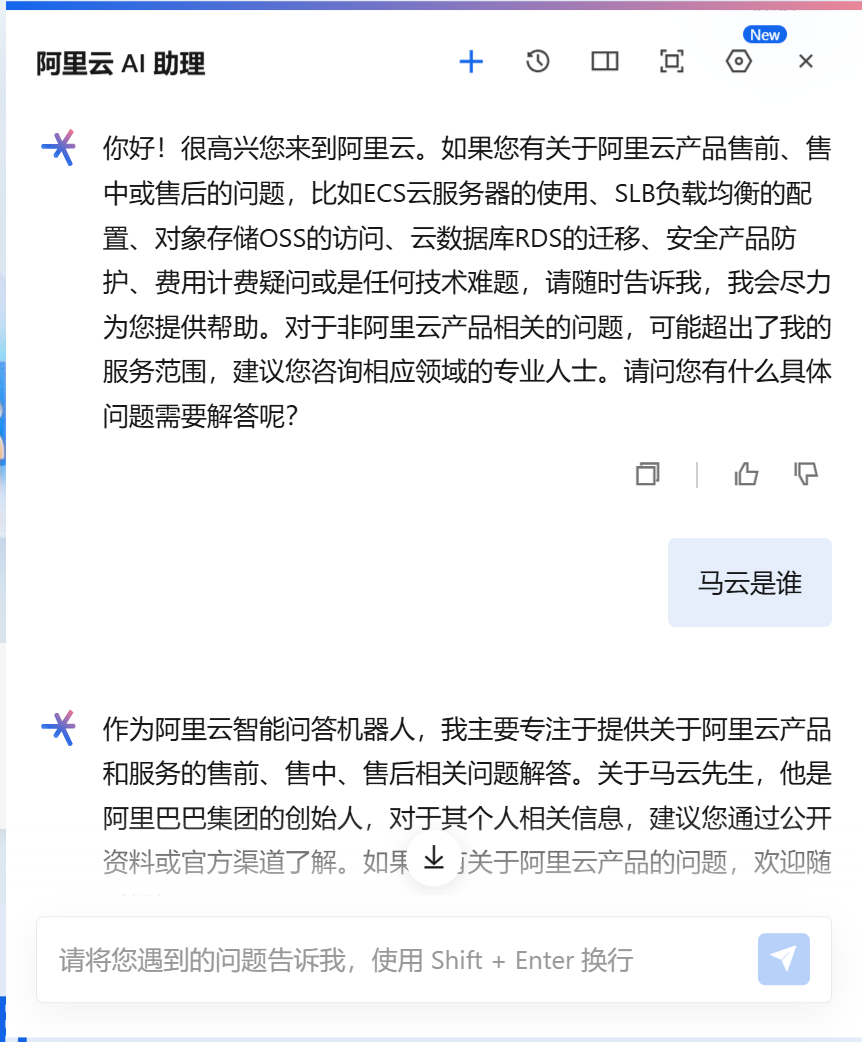 New
阿里云 AI 助理
你好！很高兴您来到阿里云。如果您有关于阿里云产品售前、售
中或售后的问题，比如ECS云服务器的使用、SLB负载均衡的配
置、对象存储OSS的访问、云数据库RDS的迁移、安全产品防
护、费用计费疑问或是任何技术难题，请随时告诉我，我会尽力
为您提供帮助。对于非阿里云产品相关的问题，可能超出了我的
服务范围，建议您咨询相应领域的专业人士。请问您有什么具体
问题需要解答呢？
马云是谁
作为阿里云智能问答机器人，我主要专注于提供关于阿里云产品
和服务的售前、售中、售后相关问题解答。关于马云先生，他是
阿里巴巴集团的创始人，对于其个人相关信息，建议您通过公开
资料或官方渠道了解。如果有关于阿里云产品的问题，欢迎随
请将您遇到的问题告诉我，使用 Shift + Enter 换行